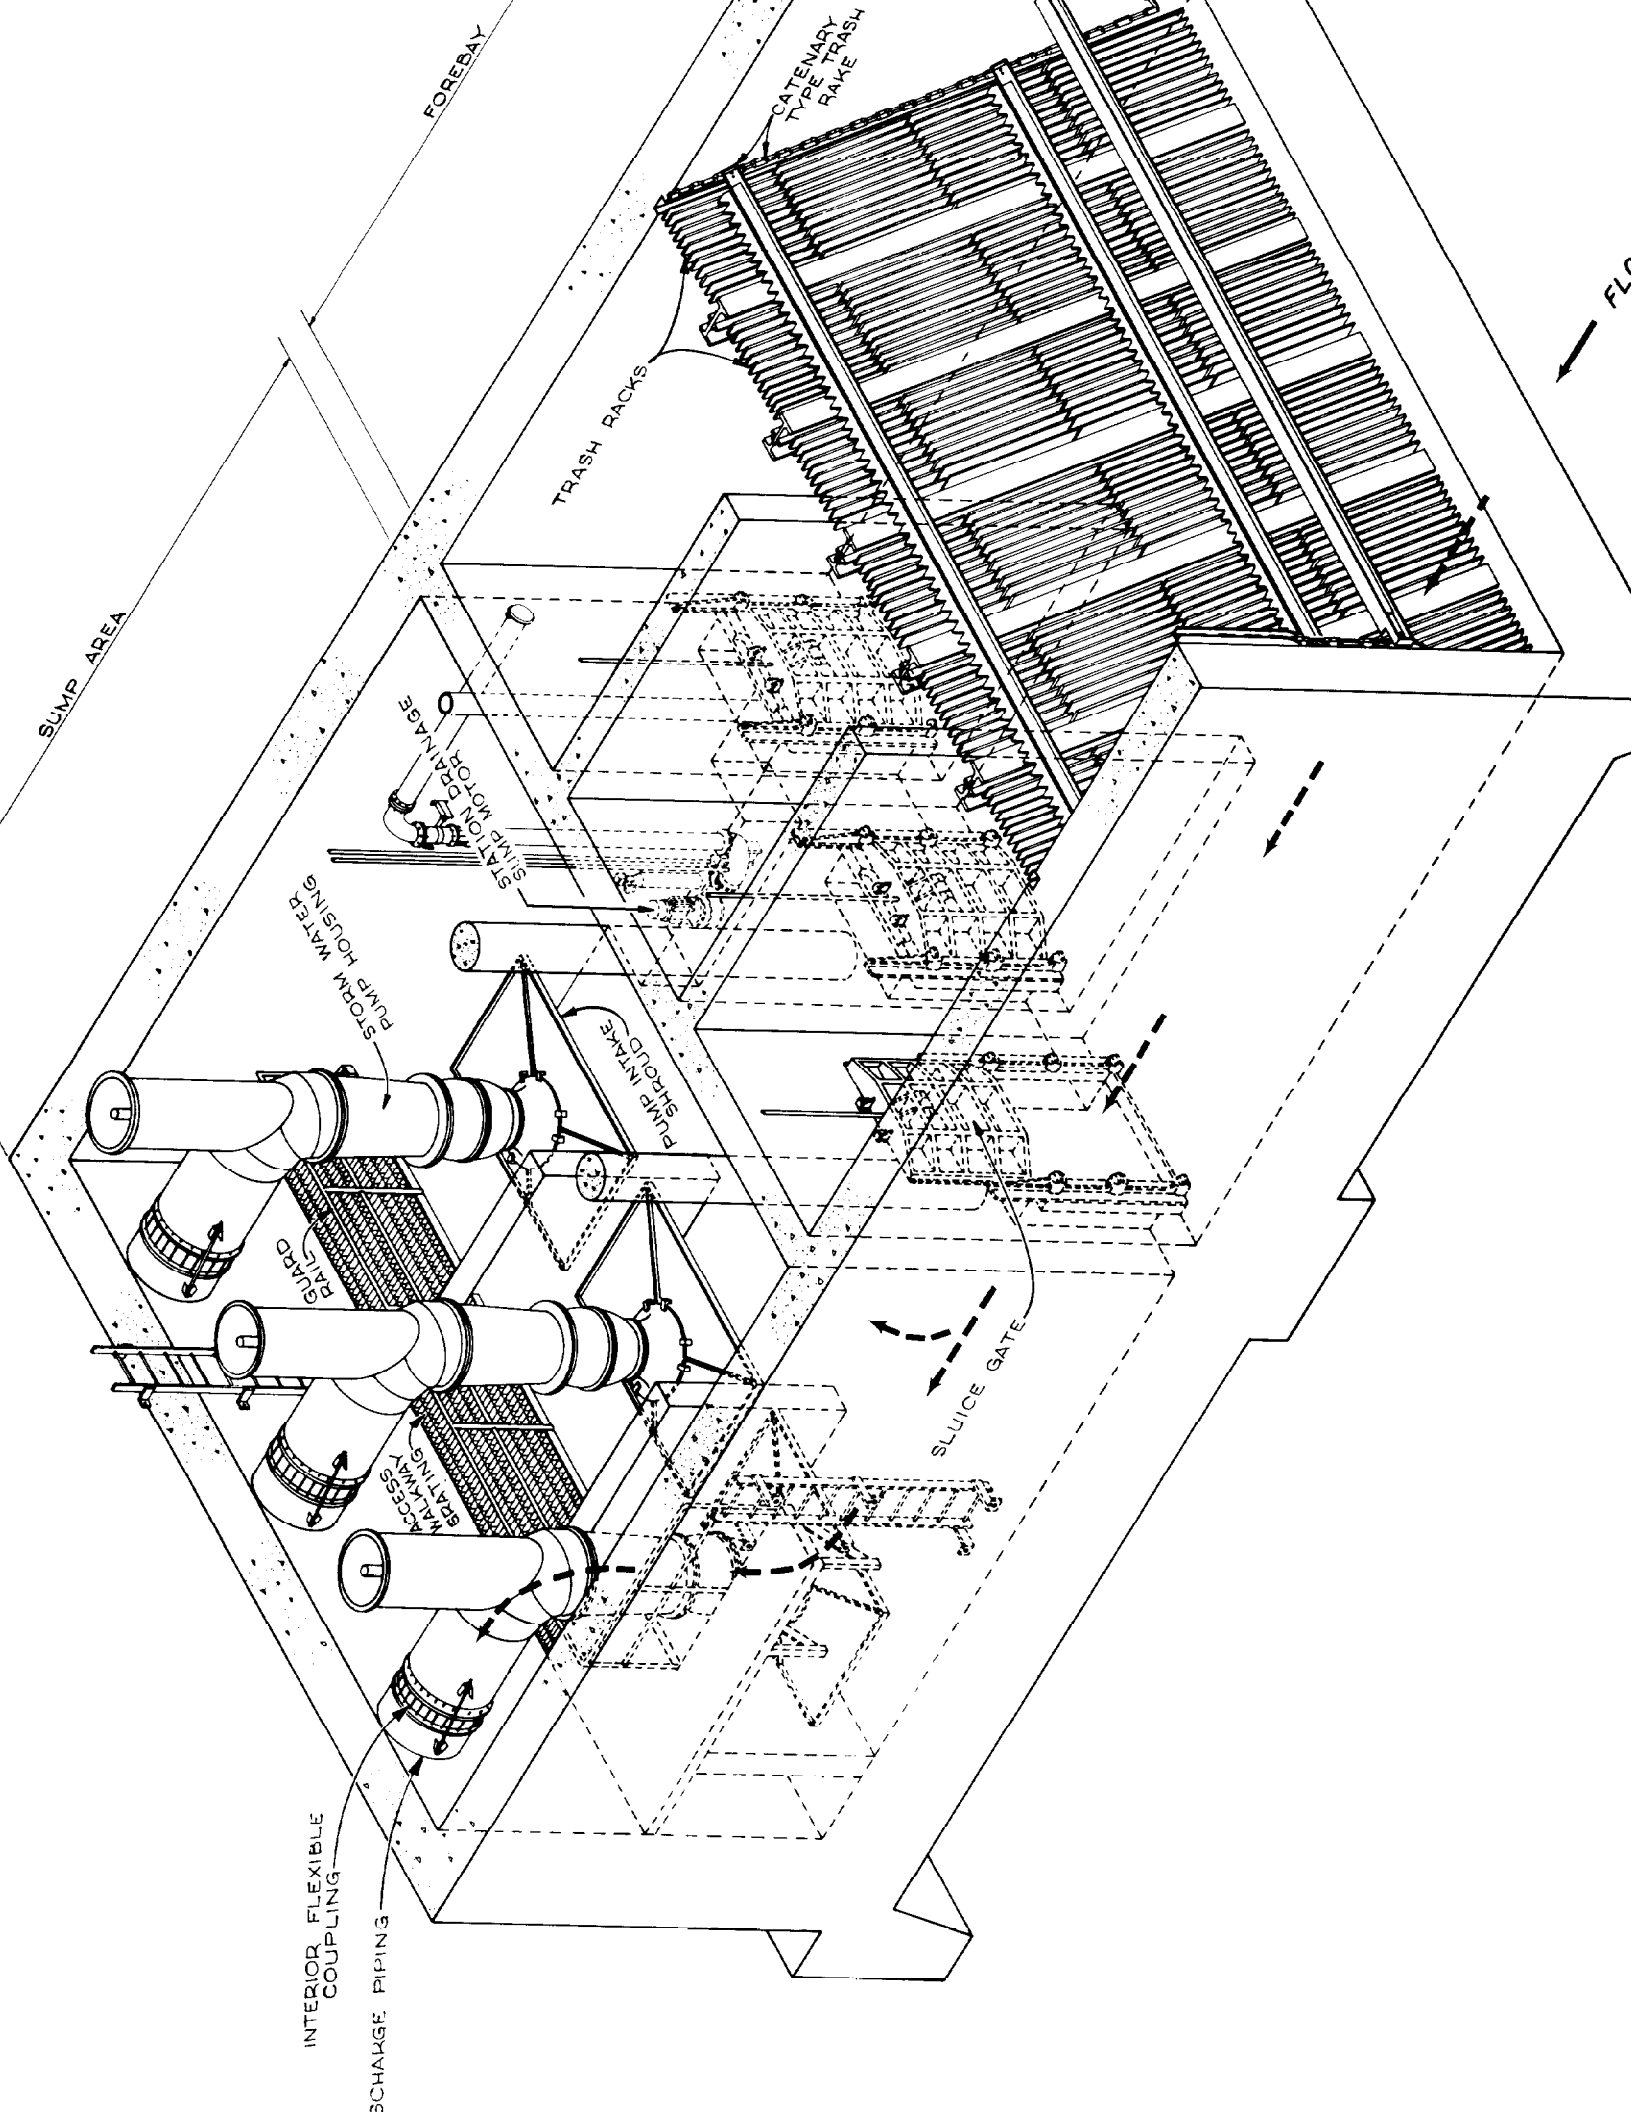 FOREBAY
CATENARY
TYPE TRASH
RAKE
SUMP AREA
TRASH RACKS
STATION DRAINAGE
SUMP MOTOR
STORM WATER
PUMP HOUSING
PUMP INTAKE
SHROUD
GUARD
RAIL
ACCESS
WALKWAY
GRATING
SLUICE GATE
INTERIOR FLEXIBLE
COUPLING
SCHARGE PIPING
FLO